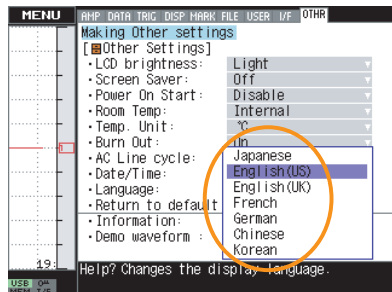 MENU AMP DATA TRIG DISP MARK FILE USER I/F OTHR
Making Other settings
[Other Settings]
・LCD brightness: Light
・Screen Saver: Off
・Power On Start: Disable
・Room Temp: Internal
・Temp. Unit: ℃
・Burn Out: On
・AC Line cycle:
・Date/Time:
・Language:
・Return to default
・Information:
・Demo waveform :
Japanese
English(US)
English(UK)
French
German
Chinese
Korean
19:
Help? Changes the display language.
USB